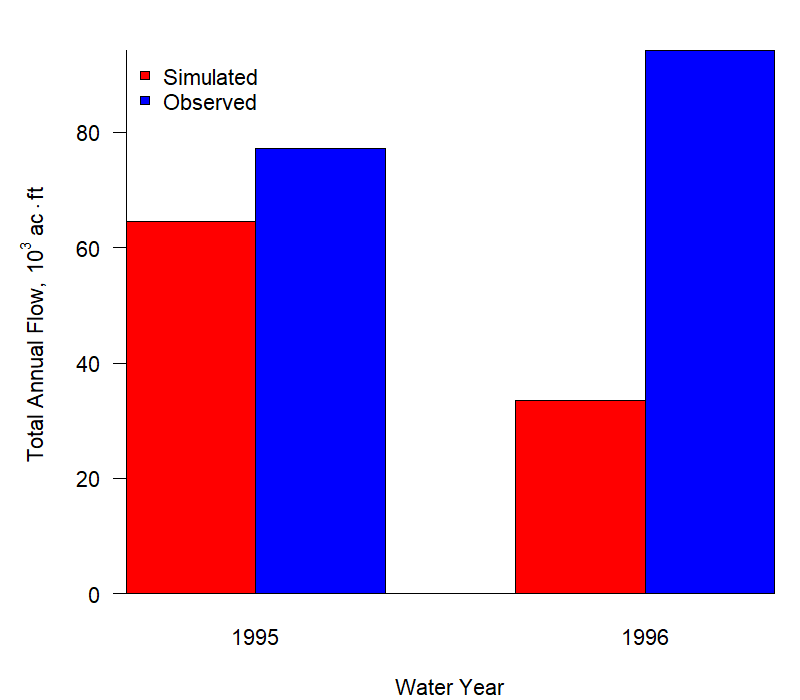 Simulated
Observed
Total Annual Flow, 10³ ac · ft
80
60
40
20
0
1995 1996
Water Year